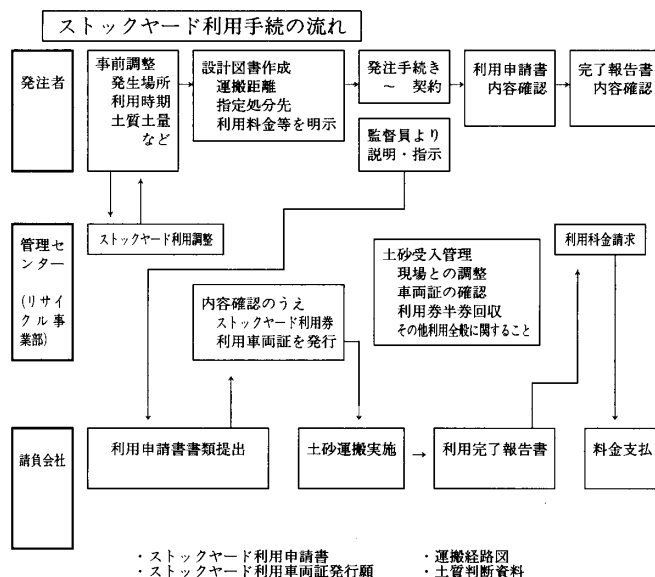 ストックヤード利用手続の流れ
発注者
事前調整
発生場所
利用時期
土質土量
など
設計図書作成
運搬距離
指定処分先
利用料金等を明示
発注手続き
～ 契約
利用申請書
内容確認
完了報告書
内容確認
監督員より
説明・指示
管理セ
ンター
(リサイ
クル事
業部)
ストックヤード利用調整
内容確認のうえ
ストックヤード利用券
利用車両証を発行
土砂受入管理
現場との調整
車両証の確認
利用券半券回収
その他利用全般に関すること
利用料金請求
請負会社
利用申請書書類提出
土砂運搬実施
利用完了報告書
料金支払
・ストックヤード利用申請書
・運搬経路図
・ストックヤード利用車両証発行願
・土質判断資料